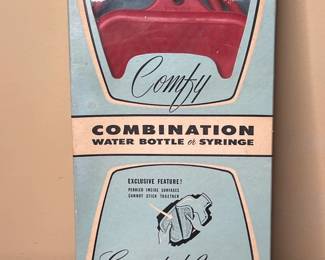 Comfy
COMBINATION
WATER BOTTLE or SYRINGE
EXCLUSIVE FEATURE!
PEBBLED INSIDE SURFACES
CANNOT STICK TOGETHER